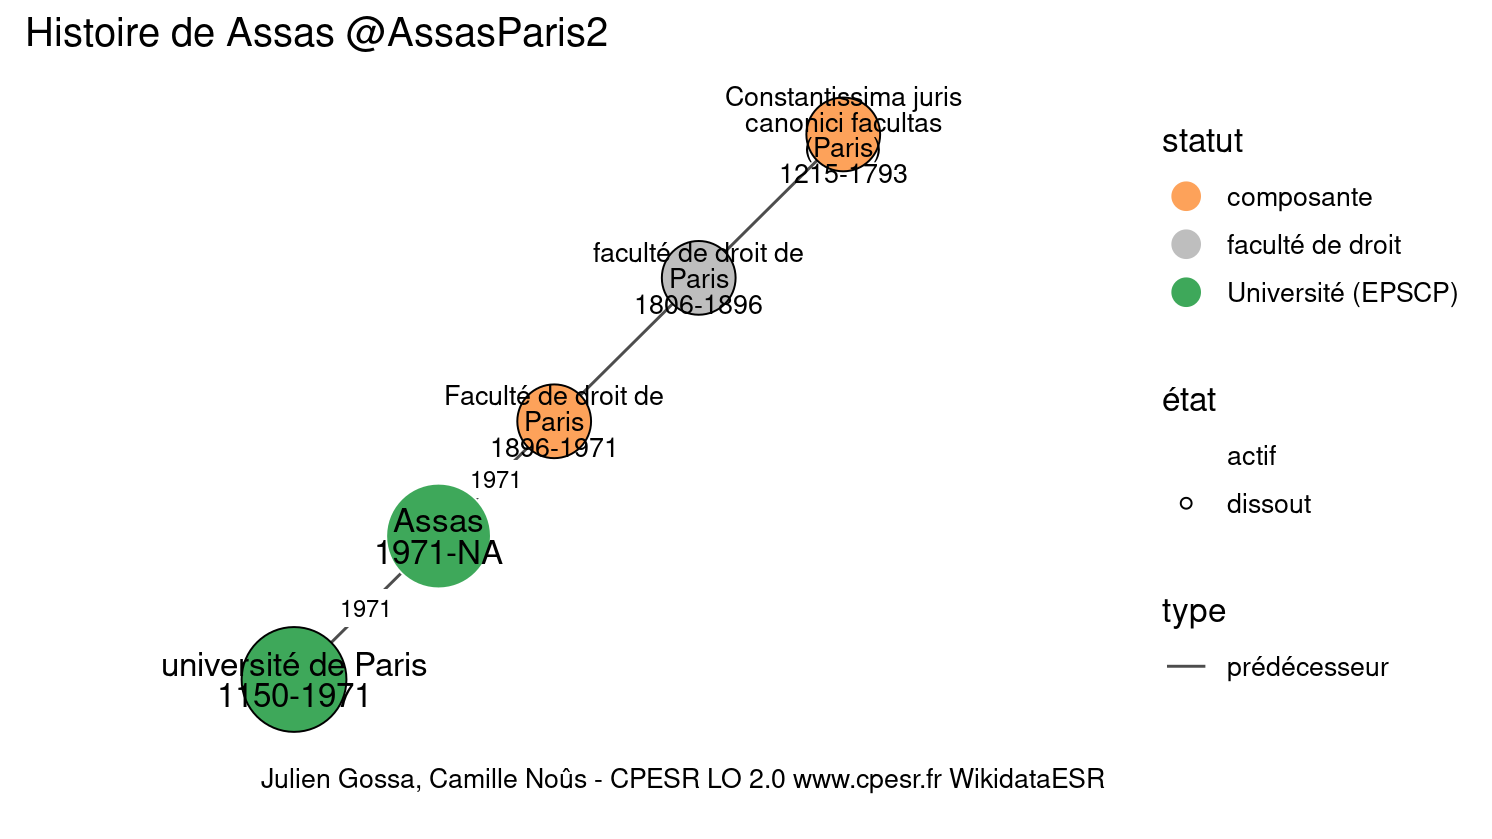 Histoire de Assas @AssasParis2
Constantissima juris
canonici facultas
(Paris)
1215-1793
faculté de droit de
Paris
1806-1896
Faculté de droit de
Paris
1896-1971
1971
Assas
1971-NA
1971
université de Paris
1150-1971
statut
composante
faculté de droit
Université (EPSCP)
état
actif
dissout
type
prédécesseur
Julien Gossa, Camille Noûs - CPESR LO 2.0 www.cpesr.fr WikidataESR